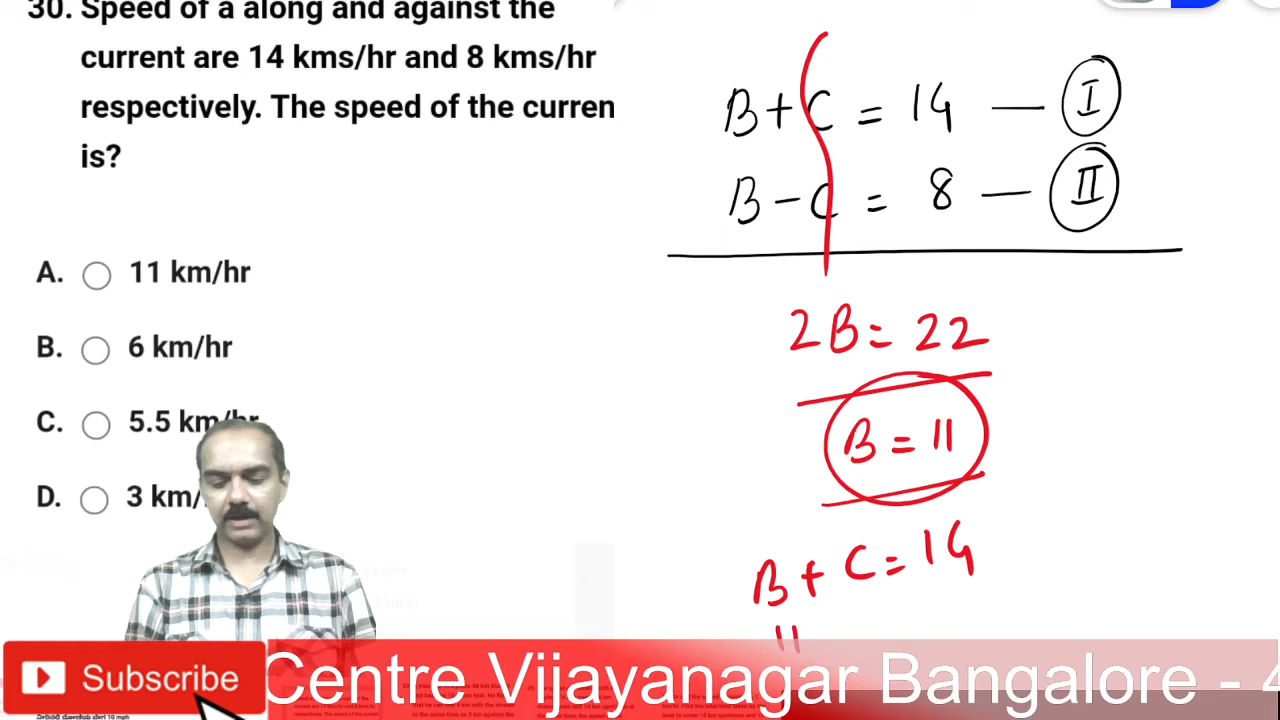 30. Speed of a along and against the
current are 14 kms/hr and 8 kms/hr
respectively. The speed of the curren
is?
A. 11 km/hr
B. 6 km/hr
C. 5.5 km/hr
D. 3 km/
B+C = 14 — I
B-C = 8 — II
2B = 22
B = 11
B + C = 14
11
Subscribe
Centre Vijayanagar Bangalore - 4